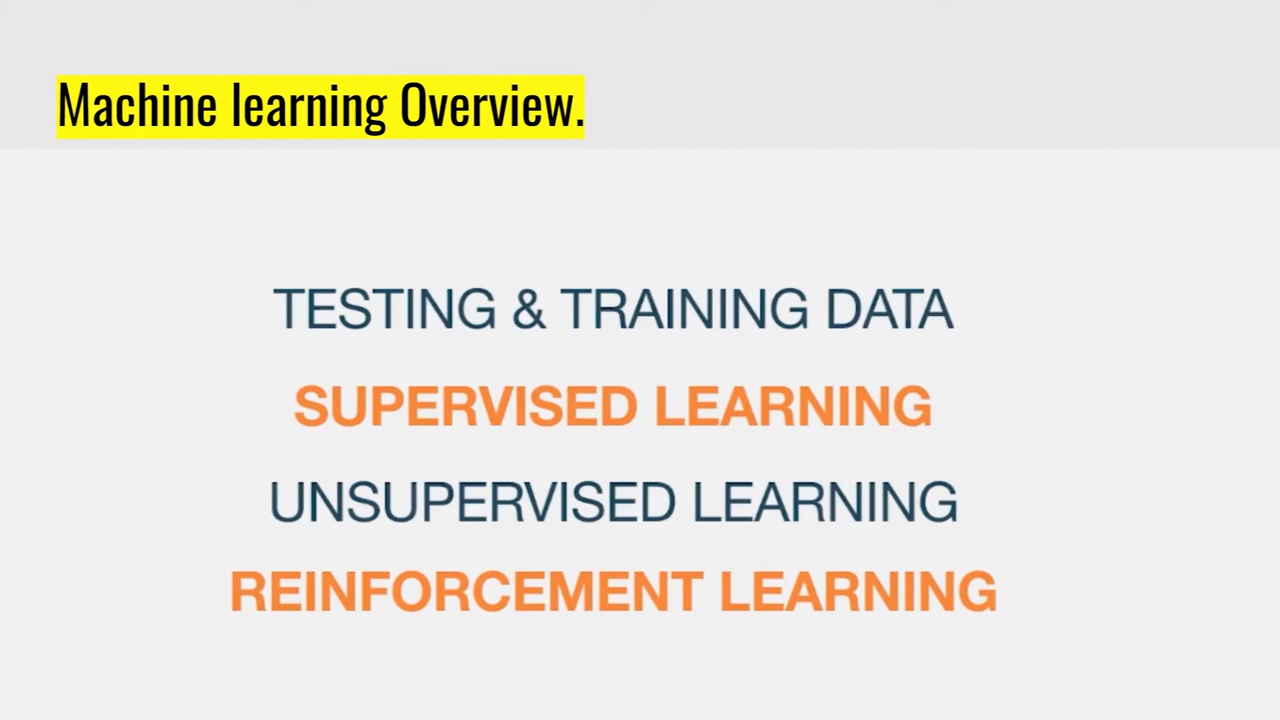 Machine learning Overview.
TESTING & TRAINING DATA
SUPERVISED LEARNING
UNSUPERVISED LEARNING
REINFORCEMENT LEARNING